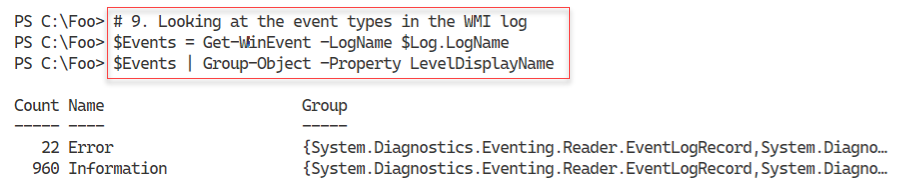 PS C:\Foo> # 9. Looking at the event types in the WMI log
PS C:\Foo> $Events = Get-WinEvent -LogName $Log.LogName
PS C:\Foo> $Events | Group-Object -Property LevelDisplayName
Count Name Group
----- ---- -----
22 Error {System.Diagnostics.Eventing.Reader.EventLogRecord,System.Diagno…
960 Information {System.Diagnostics.Eventing.Reader.EventLogRecord,System.Diagno…